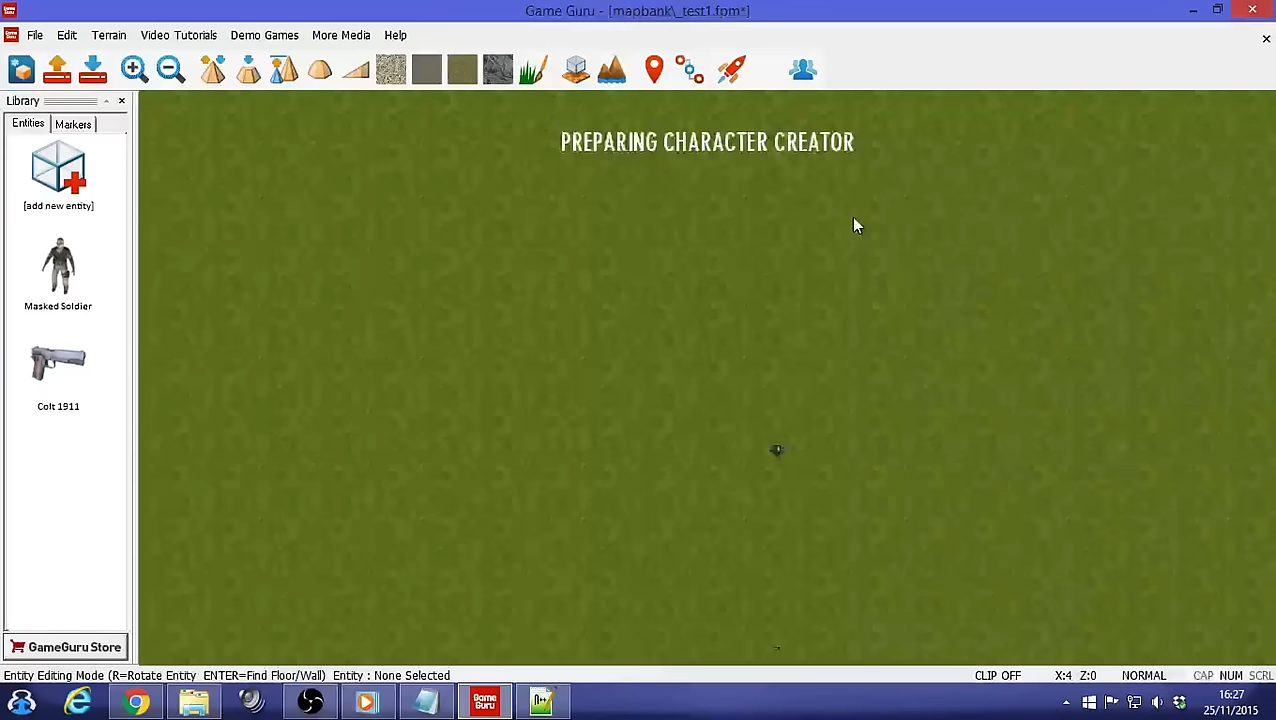 Game Guru - [mapbank\_test1.fpm*]
File Edit Terrain Video Tutorials Demo Games More Media Help
Library
Entities Markers
PREPARING CHARACTER CREATOR
[add new entity]
Masked Soldier
Colt 1911
GameGuru Store
Entity Editing Mode (R=Rotate Entity ENTER=Find Floor/Wall) Entity : None Selected CLIP OFF X:4 Z:0 NORMAL CAP NUM SCRL
GAME GURU
16:27
25/11/2015